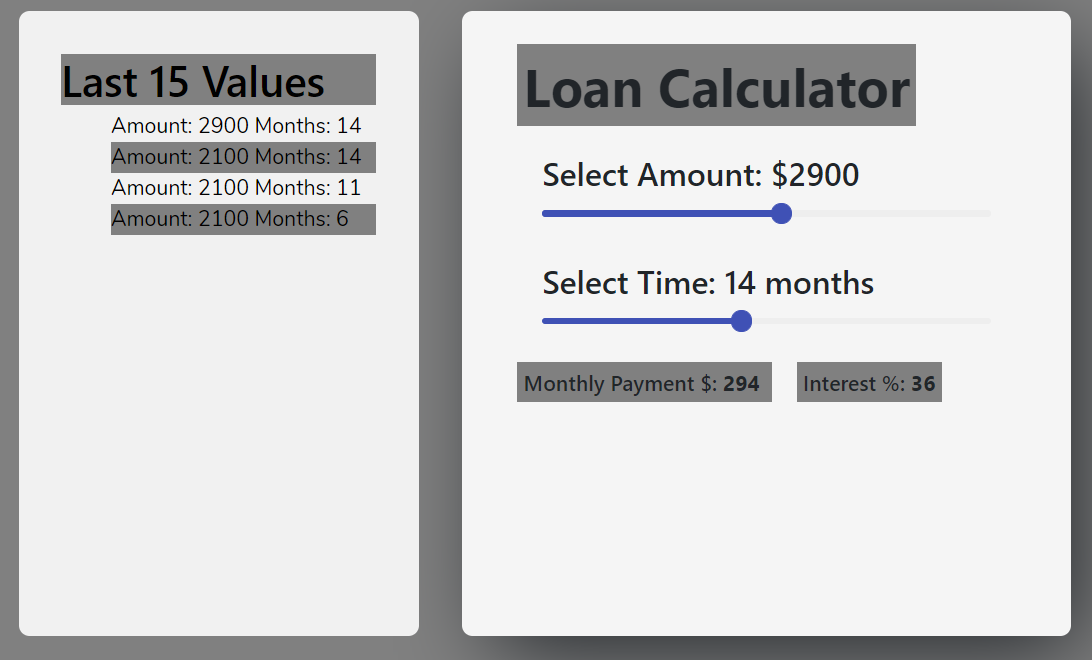 Last 15 Values
Amount: 2900 Months: 14
Amount: 2100 Months: 14
Amount: 2100 Months: 11
Amount: 2100 Months: 6
Loan Calculator
Select Amount: $2900
Select Time: 14 months
Monthly Payment $: 294 Interest %: 36